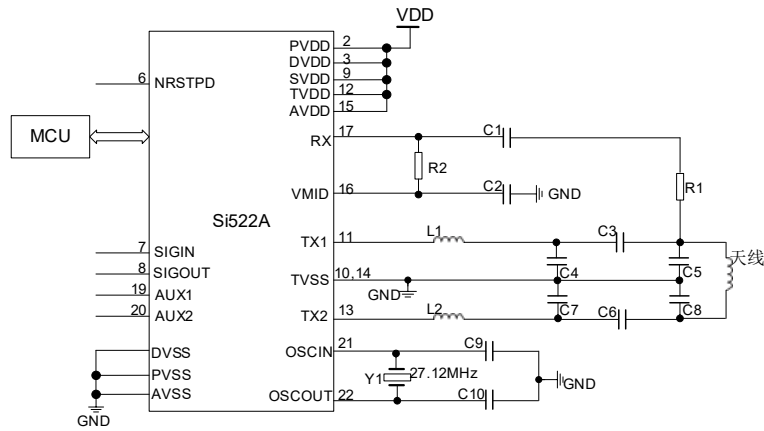 VDD
PVDD 2
DVDD 3
SVDD 9
TVDD 12
AVDD 15
6 NRSTPD
MCU
RX 17
C1
R2
R1
VMID 16
C2
GND
Si522A
TX1 11
L1
C3
天线
7 SIGIN
8 SIGOUT
19 AUX1
20 AUX2
TVSS 10,14
GND
C4
C5
TX2 13
L2
C7
C6
C8
DVSS
PVSS
AVSS
GND
OSCIN 21
C9
Y1
27.12MHz
GND
OSCOUT 22
C10